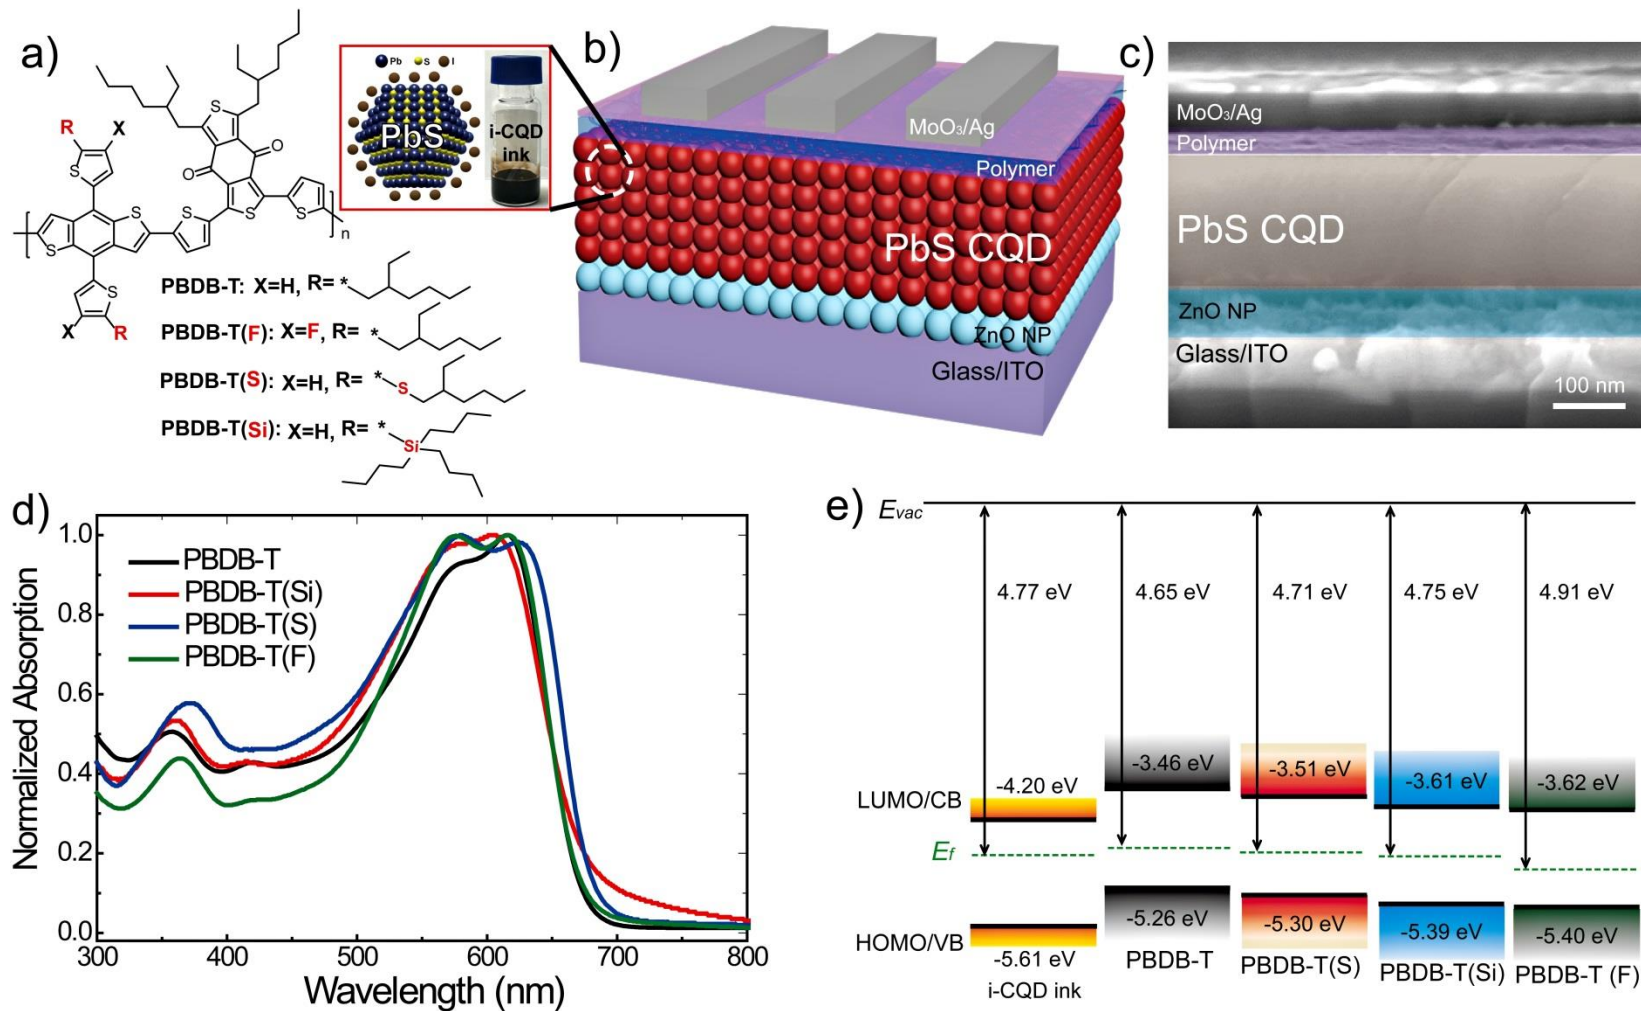 a)
Pb S I
PbS
i-CQD
ink
R
X
S
S
O
O
S
S
S
S
S
n
S
X
R
PBDB-T: X=H, R= *
PBDB-T(F): X=F, R= *
PBDB-T(S): X=H, R= * S
PBDB-T(Si): X=H, R= * Si
b)
MoO₃/Ag
Polymer
PbS CQD
ZnO NP
Glass/ITO
c)
MoO₃/Ag
Polymer
PbS CQD
ZnO NP
Glass/ITO
100 nm
d)
Normalized Absorption
1.0
0.8
0.6
0.4
0.2
0.0
PBDB-T
PBDB-T(Si)
PBDB-T(S)
PBDB-T(F)
300 400 500 600 700 800
Wavelength (nm)
e)
Evac
4.77 eV 4.65 eV 4.71 eV 4.75 eV 4.91 eV
LUMO/CB
-4.20 eV -3.46 eV -3.51 eV -3.61 eV -3.62 eV
Ef
HOMO/VB
-5.61 eV -5.26 eV -5.30 eV -5.39 eV -5.40 eV
i-CQD ink PBDB-T PBDB-T(S) PBDB-T(Si) PBDB-T (F)